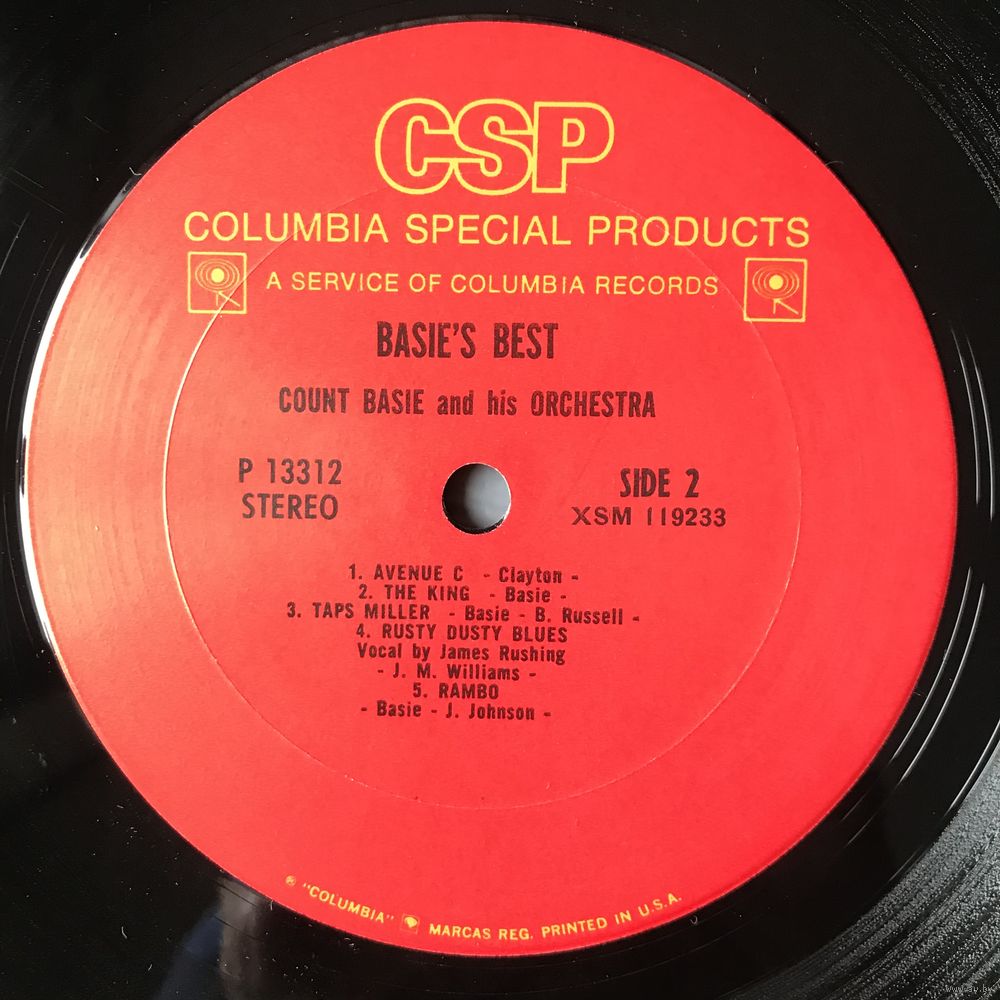 CSP
COLUMBIA SPECIAL PRODUCTS
A SERVICE OF COLUMBIA RECORDS
BASIE'S BEST
COUNT BASIE and his ORCHESTRA
P 13312
STEREO
SIDE 2
XSM 119233
1. AVENUE C - Clayton -
2. THE KING - Basie -
3. TAPS MILLER - Basie - B. Russell -
4. RUSTY DUSTY BLUES
Vocal by James Rushing
- J. M. Williams -
5. RAMBO
- Basie - J. Johnson -
® "COLUMBIA" MARCAS REG. PRINTED IN U.S.A.